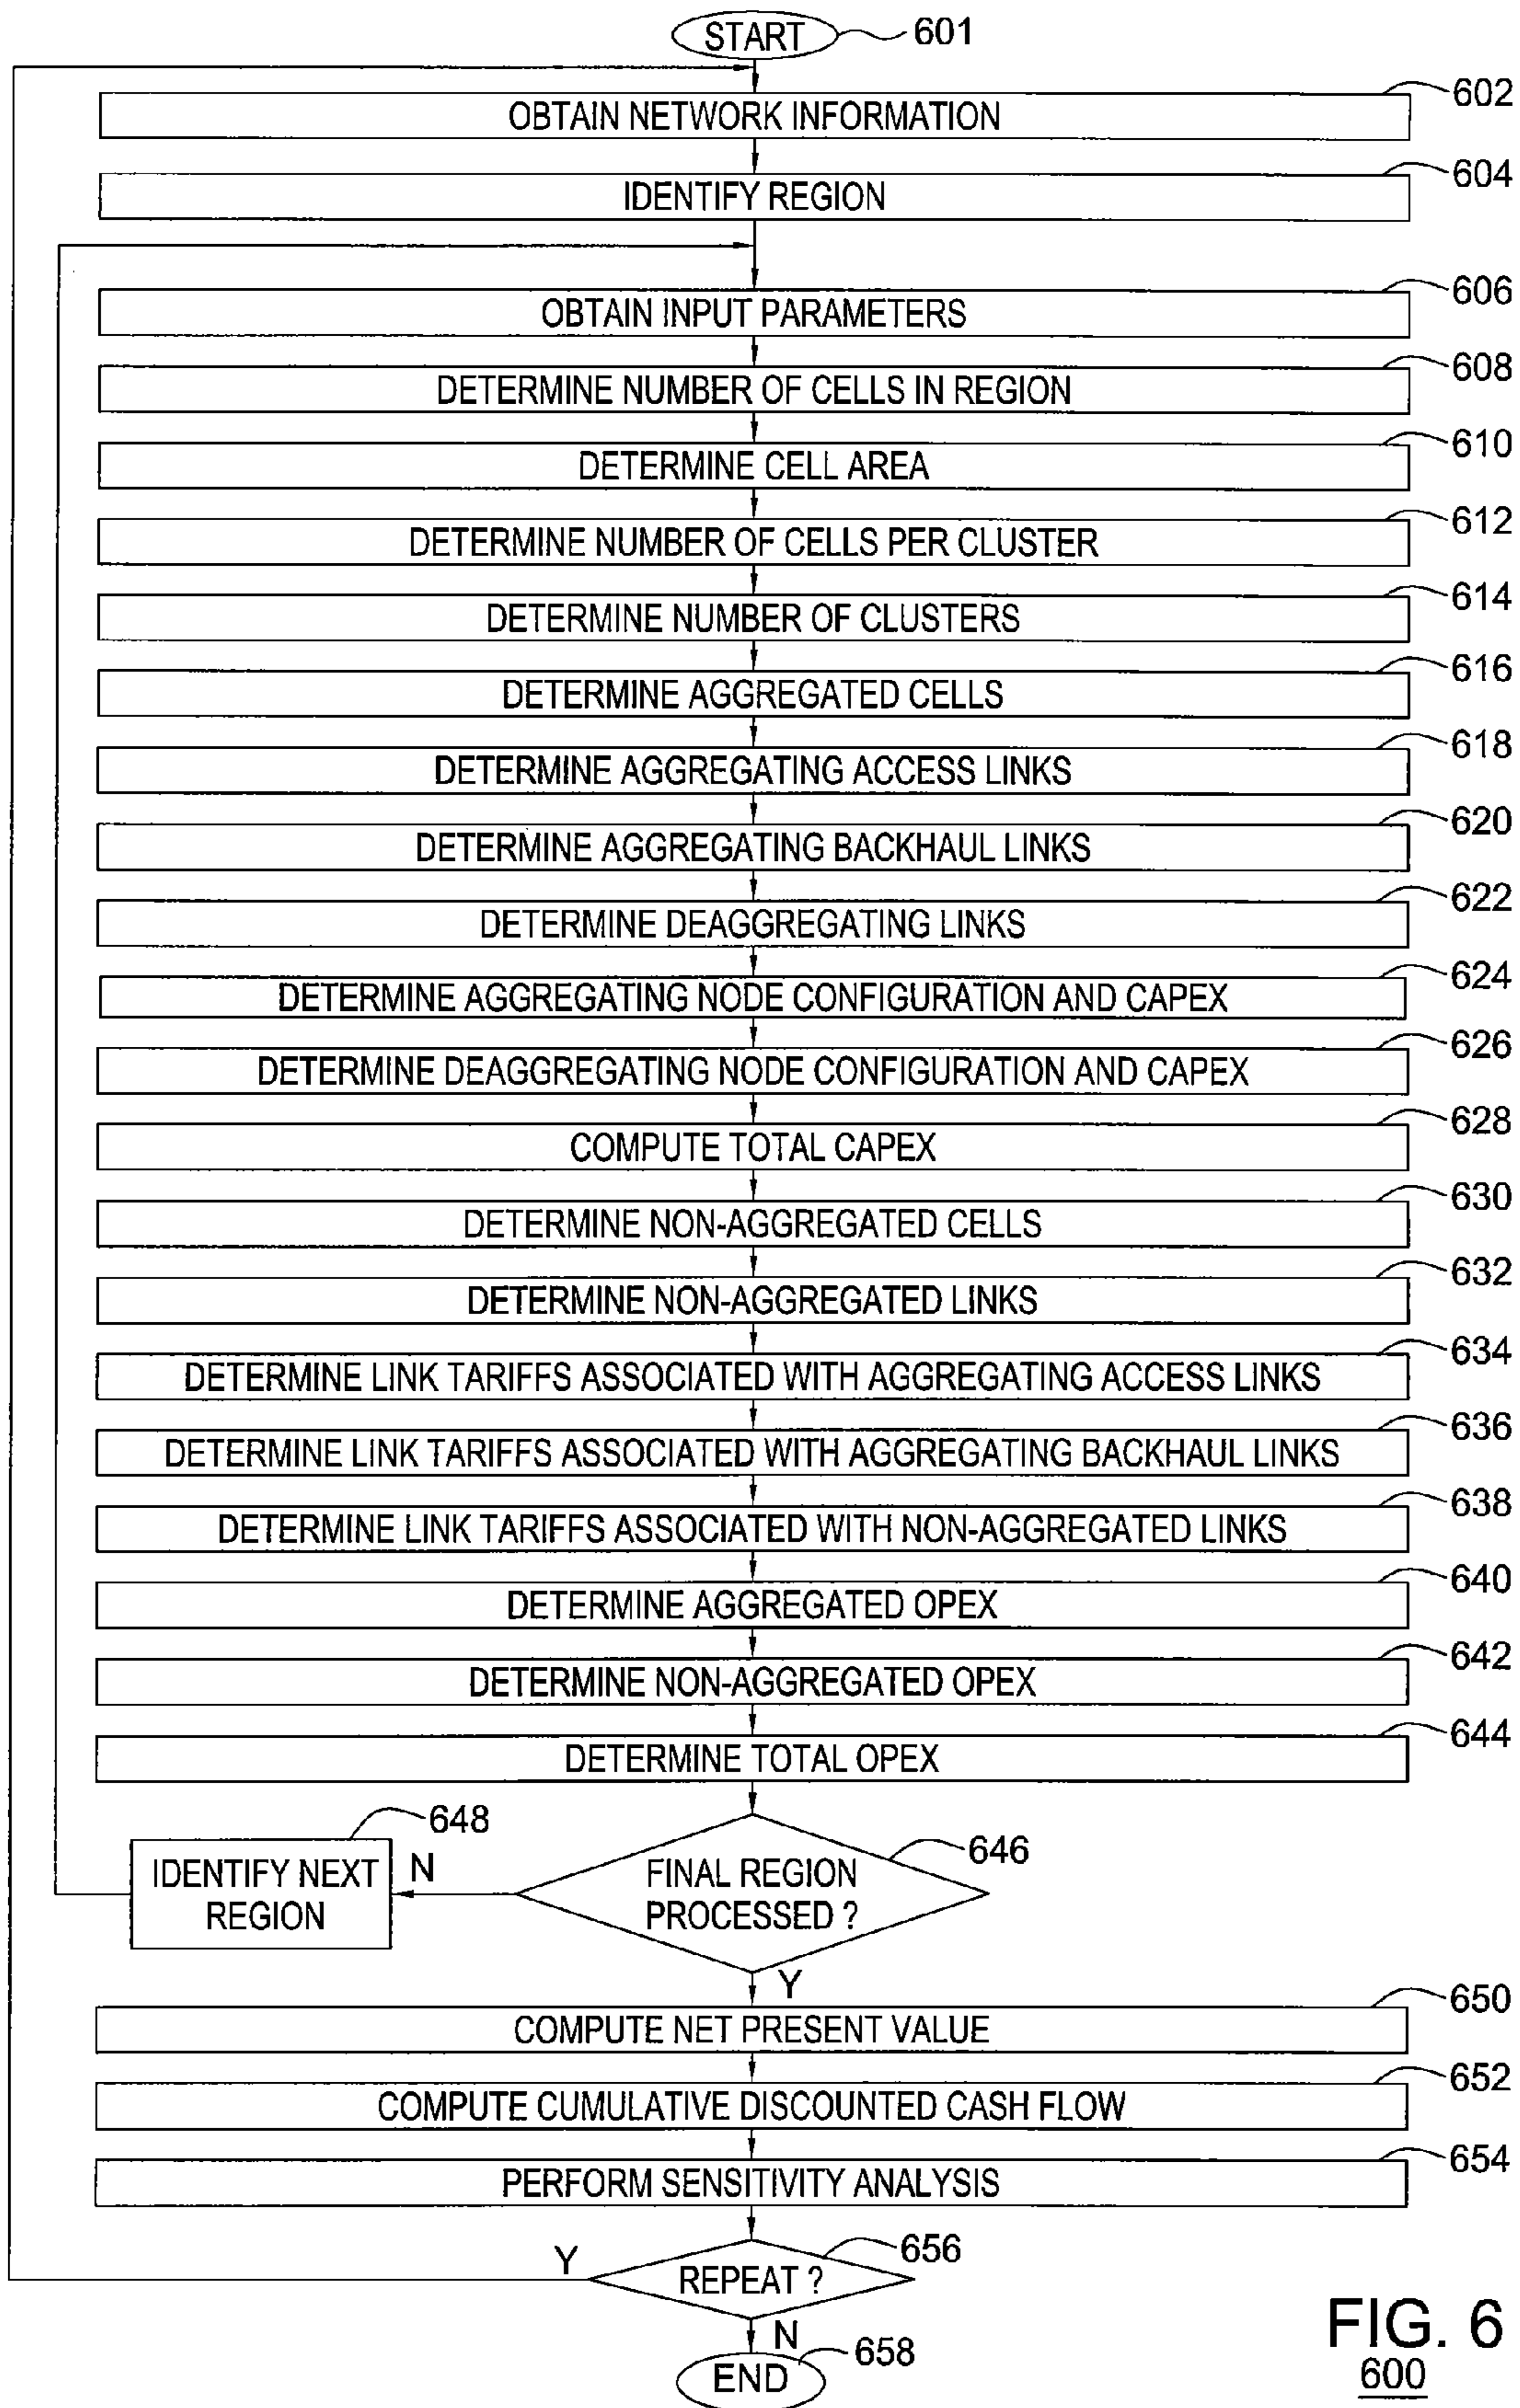 START
601
602
OBTAIN NETWORK INFORMATION
604
IDENTIFY REGION
606
OBTAIN INPUT PARAMETERS
608
DETERMINE NUMBER OF CELLS IN REGION
610
DETERMINE CELL AREA
612
DETERMINE NUMBER OF CELLS PER CLUSTER
614
DETERMINE NUMBER OF CLUSTERS
616
DETERMINE AGGREGATED CELLS
618
DETERMINE AGGREGATING ACCESS LINKS
620
DETERMINE AGGREGATING BACKHAUL LINKS
622
DETERMINE DEAGGREGATING LINKS
624
DETERMINE AGGREGATING NODE CONFIGURATION AND CAPEX
626
DETERMINE DEAGGREGATING NODE CONFIGURATION AND CAPEX
628
COMPUTE TOTAL CAPEX
630
DETERMINE NON-AGGREGATED CELLS
632
DETERMINE NON-AGGREGATED LINKS
634
DETERMINE LINK TARIFFS ASSOCIATED WITH AGGREGATING ACCESS LINKS
636
DETERMINE LINK TARIFFS ASSOCIATED WITH AGGREGATING BACKHAUL LINKS
638
DETERMINE LINK TARIFFS ASSOCIATED WITH NON-AGGREGATED LINKS
640
DETERMINE AGGREGATED OPEX
642
DETERMINE NON-AGGREGATED OPEX
644
DETERMINE TOTAL OPEX
648
646
IDENTIFY NEXT
REGION
N
FINAL REGION
PROCESSED ?
Y
650
COMPUTE NET PRESENT VALUE
652
COMPUTE CUMULATIVE DISCOUNTED CASH FLOW
654
PERFORM SENSITIVITY ANALYSIS
656
Y
REPEAT ?
N
END
658
FIG. 6
600